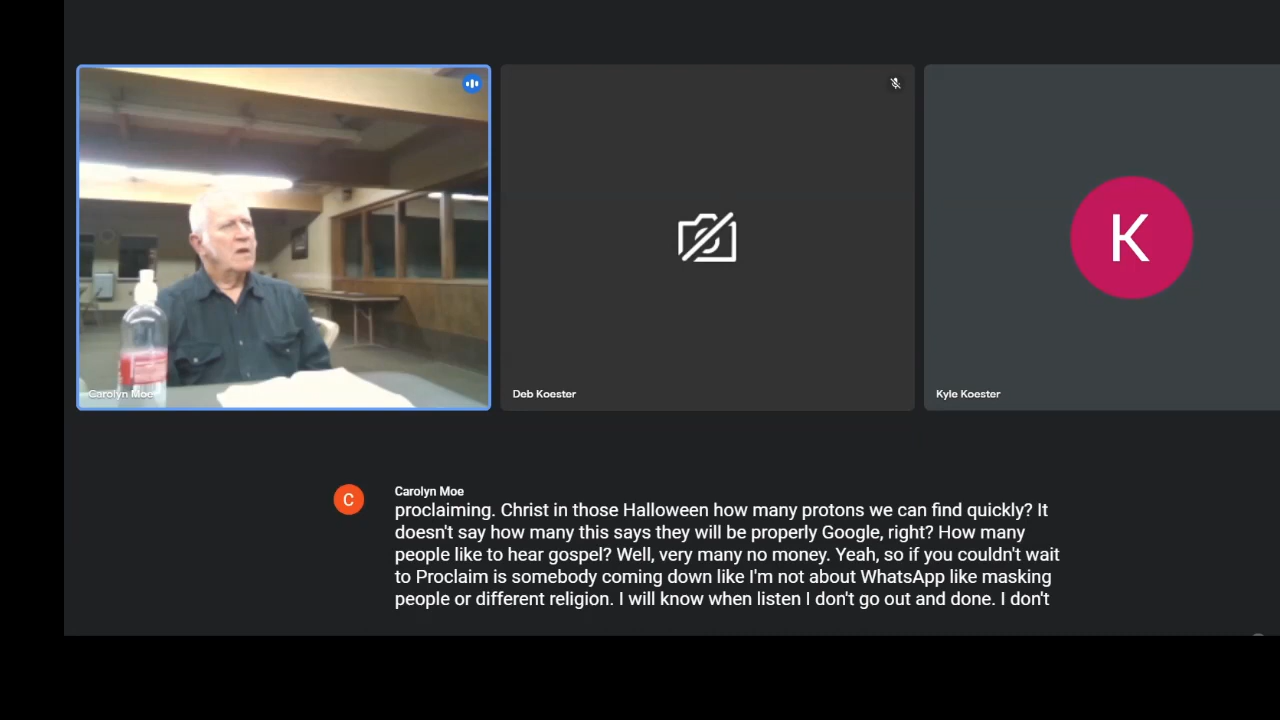 Carolyn Moe
Deb Koester
K
Kyle Koester
C
Carolyn Moe
proclaiming. Christ in those Halloween how many protons we can find quickly? It
doesn't say how many this says they will be properly Google, right? How many
people like to hear gospel? Well, very many no money. Yeah, so if you couldn't wait
to Proclaim is somebody coming down like I'm not about WhatsApp like masking
people or different religion. I will know when listen I don't go out and done. I don't